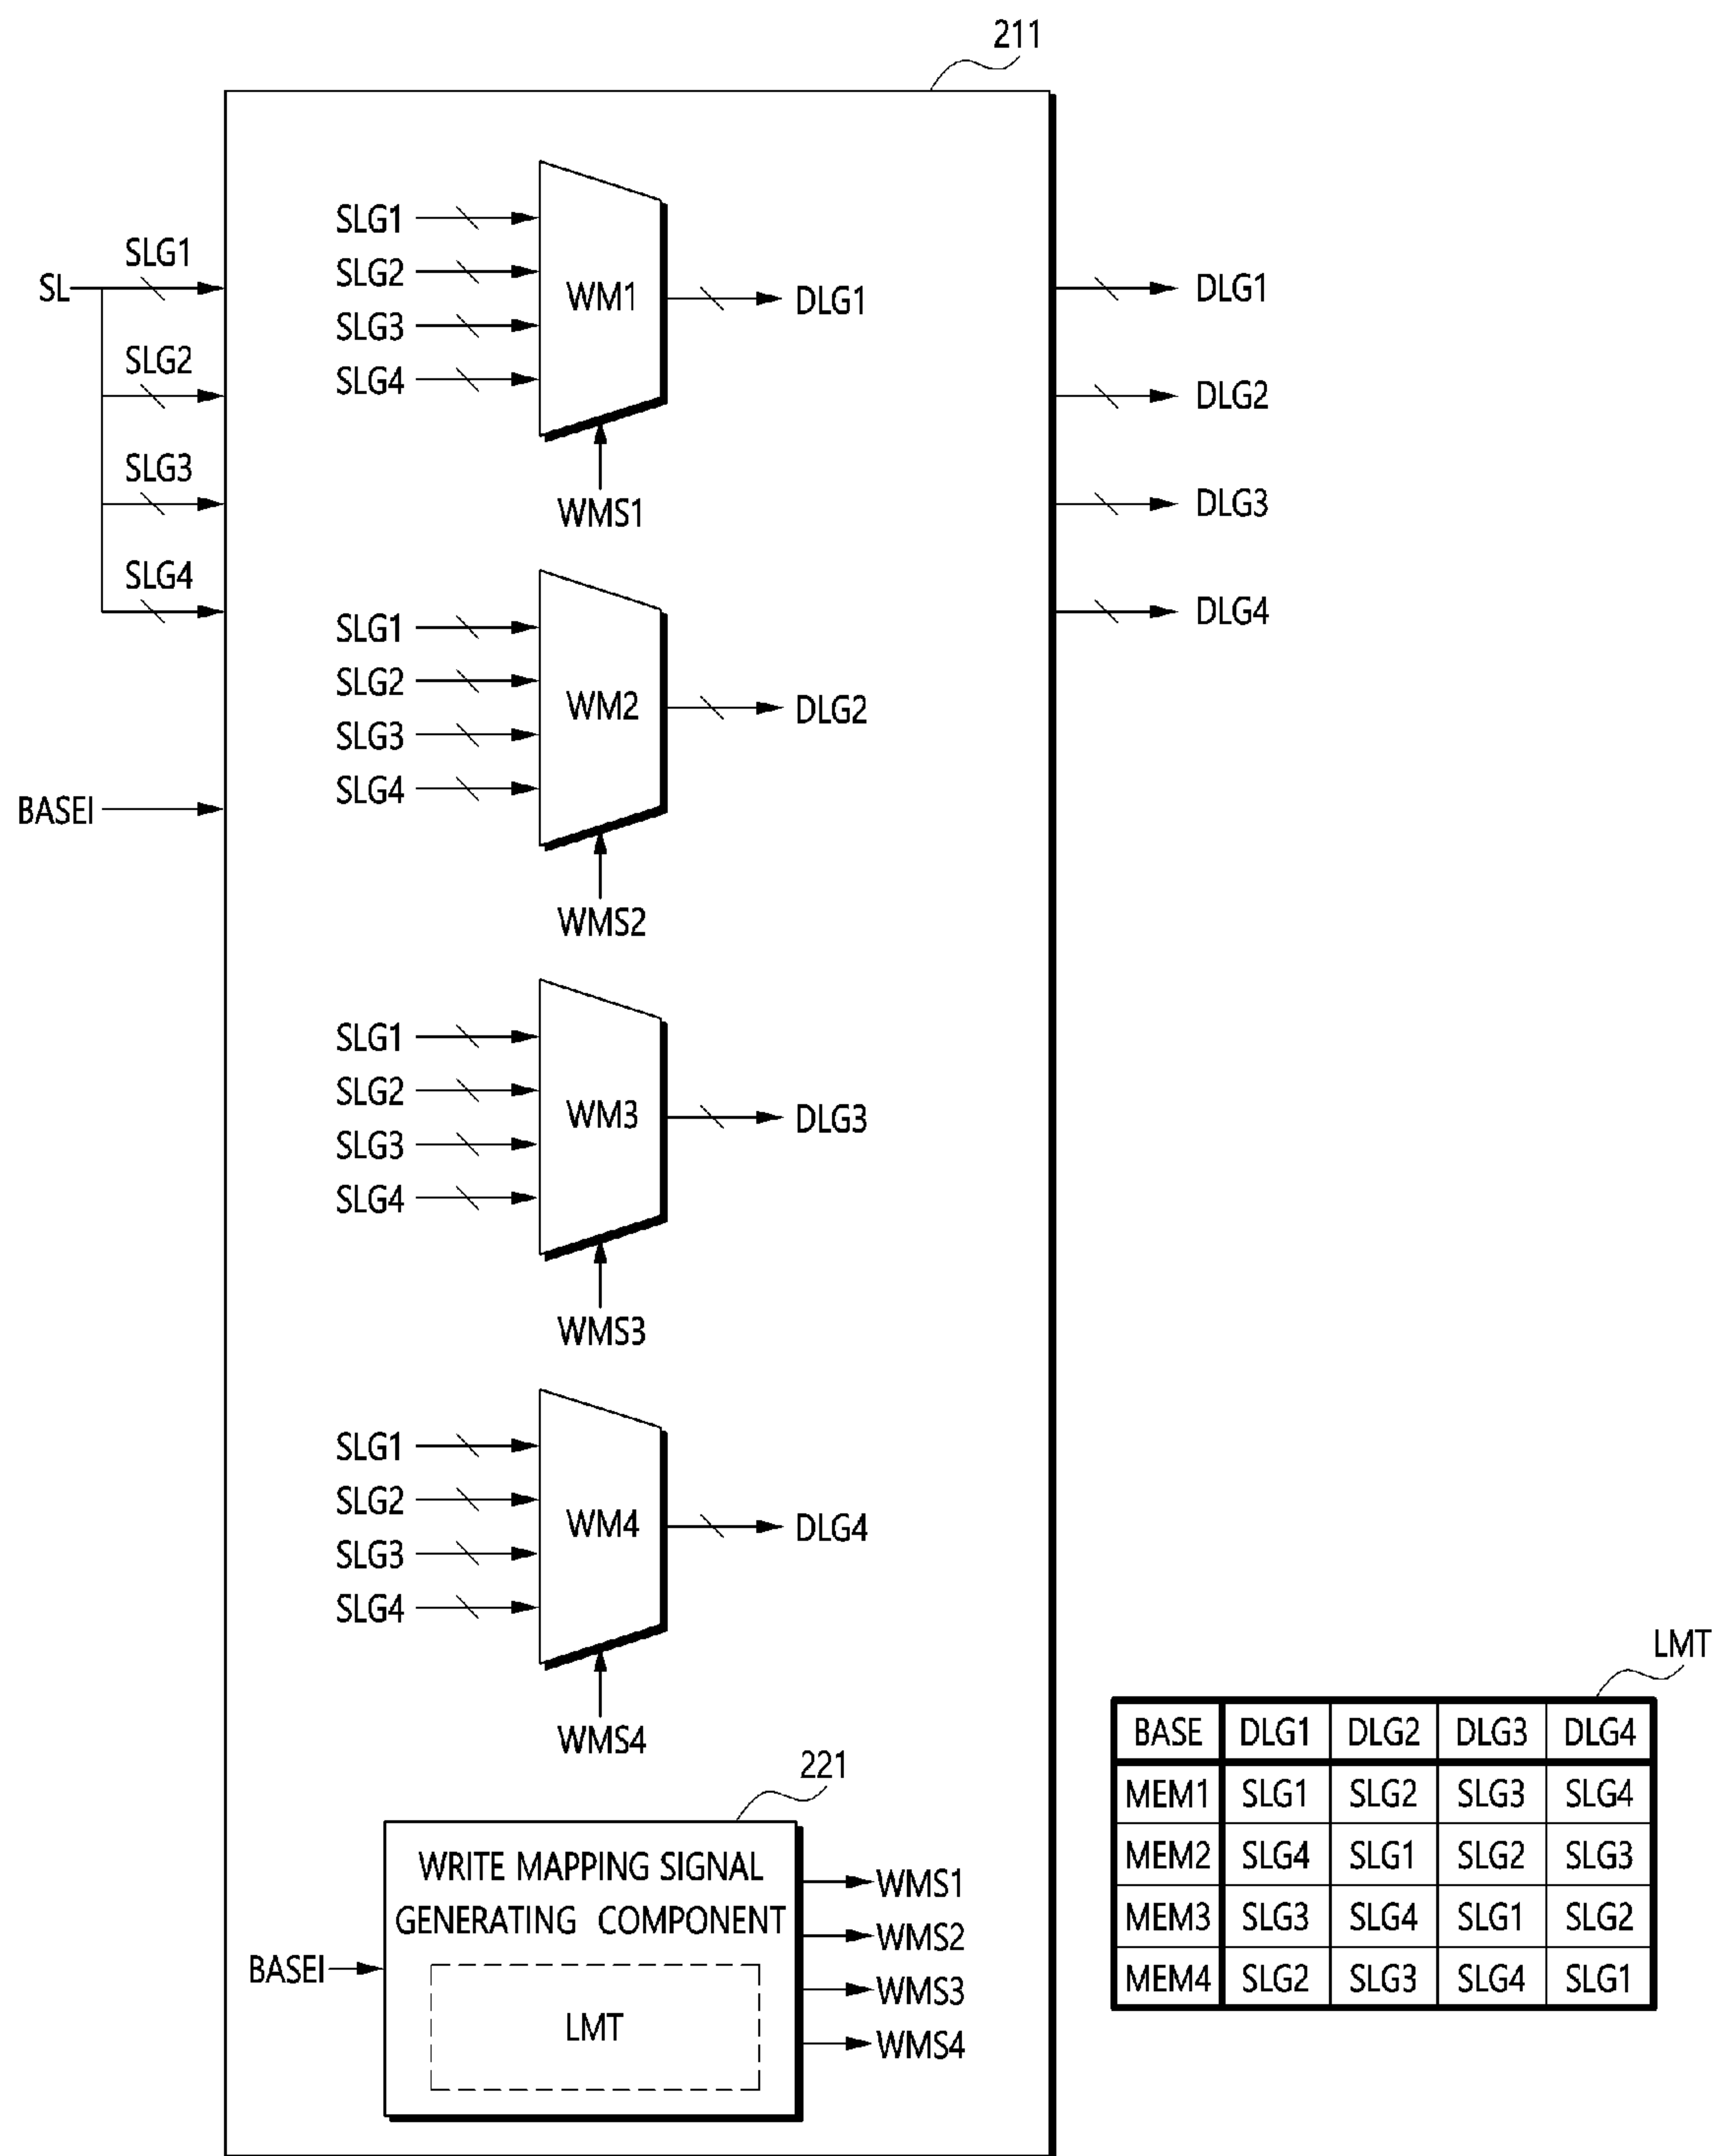 211
SL
SLG1
SLG2
SLG3
SLG4
BASEI
SLG1
SLG2
SLG3
SLG4
WM1
DLG1
WMS1
SLG1
SLG2
SLG3
SLG4
WM2
DLG2
WMS2
SLG1
SLG2
SLG3
SLG4
WM3
DLG3
WMS3
SLG1
SLG2
SLG3
SLG4
WM4
DLG4
WMS4
DLG1
DLG2
DLG3
DLG4
221
BASEI
WRITE MAPPING SIGNAL
GENERATING COMPONENT
LMT
WMS1
WMS2
WMS3
WMS4
LMT
BASE DLG1 DLG2 DLG3 DLG4
MEM1 SLG1 SLG2 SLG3 SLG4
MEM2 SLG4 SLG1 SLG2 SLG3
MEM3 SLG3 SLG4 SLG1 SLG2
MEM4 SLG2 SLG3 SLG4 SLG1